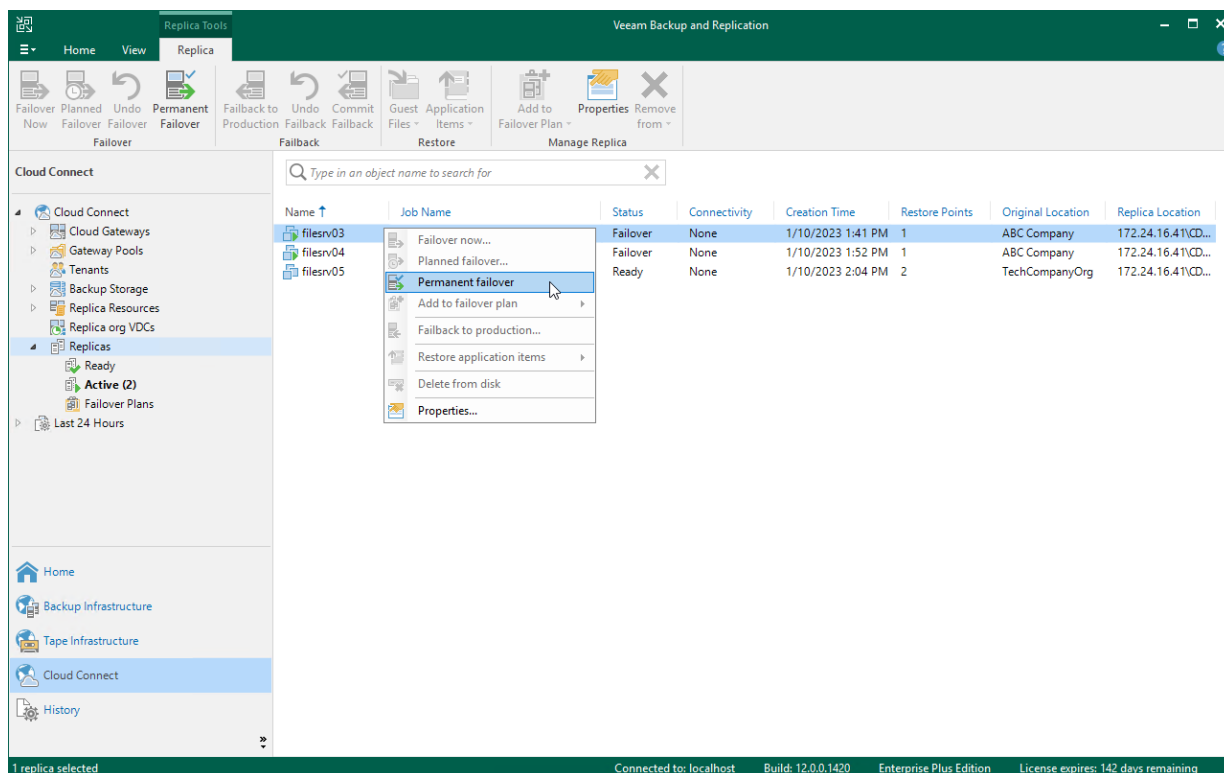 Replica Tools
Veeam Backup and Replication
Home View Replica
Failover Now
Planned Failover
Undo Failover
Permanent Failover
Failback to Production
Undo Failback
Commit Failback
Guest Files
Application Items
Add to Failover Plan
Properties
Remove from
Failover Failback Restore Manage Replica
Cloud Connect
Type in an object name to search for
Cloud Connect
Cloud Gateways
Gateway Pools
Tenants
Backup Storage
Replica Resources
Replica org VDCs
Replicas
Ready
Active (2)
Failover Plans
Last 24 Hours
Name Job Name Status Connectivity Creation Time Restore Points Original Location Replica Location
filesrv03 Failover None 1/10/2023 1:41 PM 1 ABC Company 172.24.16.41\CD...
filesrv04 Failover None 1/10/2023 1:52 PM 1 ABC Company 172.24.16.41\CD...
filesrv05 Ready None 1/10/2023 2:04 PM 2 TechCompanyOrg 172.24.16.41\CD...
Failover now...
Planned failover...
Permanent failover
Add to failover plan
Failback to production...
Restore application items
Delete from disk
Properties...
Home
Backup Infrastructure
Tape Infrastructure
Cloud Connect
History
1 replica selected
Connected to: localhost Build: 12.0.0.1420 Enterprise Plus Edition License expires: 142 days remaining